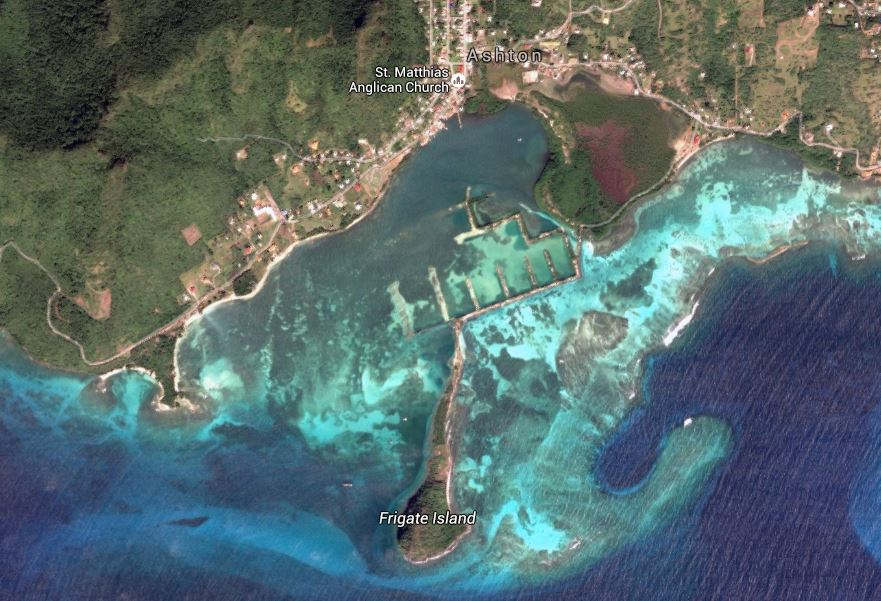 Ashton
St. Matthias
Anglican Church
Frigate Island